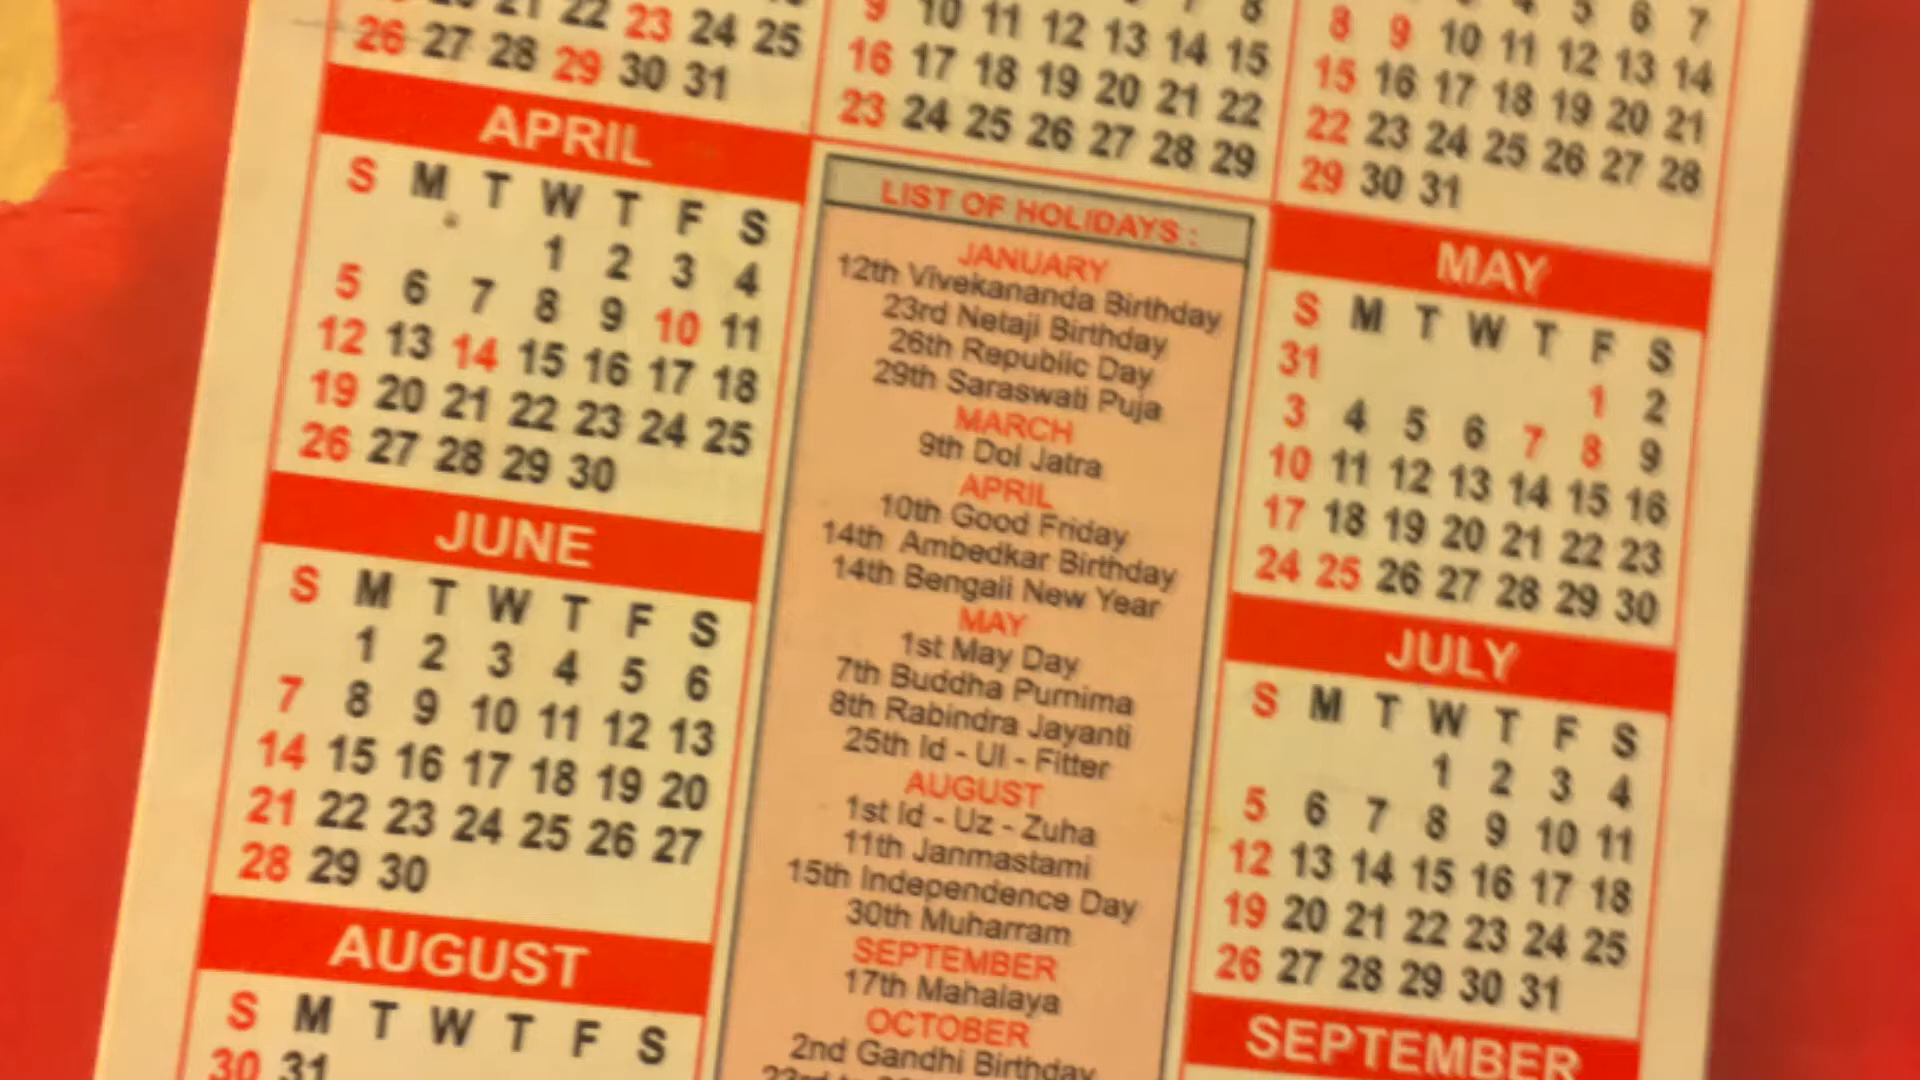 22 23 24 25
26 27 28 29 30 31
APRIL
S M T W T F S
1 2 3 4
5 6 7 8 9 10 11
12 13 14 15 16 17 18
19 20 21 22 23 24 25
26 27 28 29 30
JUNE
S M T W T F S
1 2 3 4 5 6
7 8 9 10 11 12 13
14 15 16 17 18 19 20
21 22 23 24 25 26 27
28 29 30
AUGUST
S M T W T F S
30 31
9 10 11 12 13 14 15
16 17 18 19 20 21 22
23 24 25 26 27 28 29
LIST OF HOLIDAYS :
JANUARY
12th Vivekananda Birthday
23rd Netaji Birthday
26th Republic Day
29th Saraswati Puja
MARCH
9th Dol Jatra
APRIL
10th Good Friday
14th Ambedkar Birthday
14th Bengali New Year
MAY
1st May Day
7th Buddha Purnima
8th Rabindra Jayanti
25th Id - Ul - Fitter
AUGUST
1st Id - Uz - Zuha
11th Janmastami
15th Independence Day
30th Muharram
SEPTEMBER
17th Mahalaya
OCTOBER
2nd Gandhi Birthday
5 6 7
8 9 10 11 12 13 14
15 16 17 18 19 20 21
22 23 24 25 26 27 28
29 30 31
MAY
S M T W T F S
31 1 2
3 4 5 6 7 8 9
10 11 12 13 14 15 16
17 18 19 20 21 22 23
24 25 26 27 28 29 30
JULY
S M T W T F S
1 2 3 4
5 6 7 8 9 10 11
12 13 14 15 16 17 18
19 20 21 22 23 24 25
26 27 28 29 30 31
SEPTEMBER